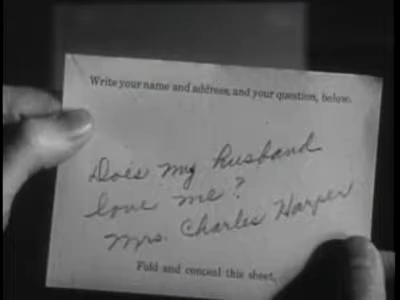 Write your name and address, and your question, below.
Does my husband
love me?
Mrs. Charles Harper
Fold and conceal this sheet.